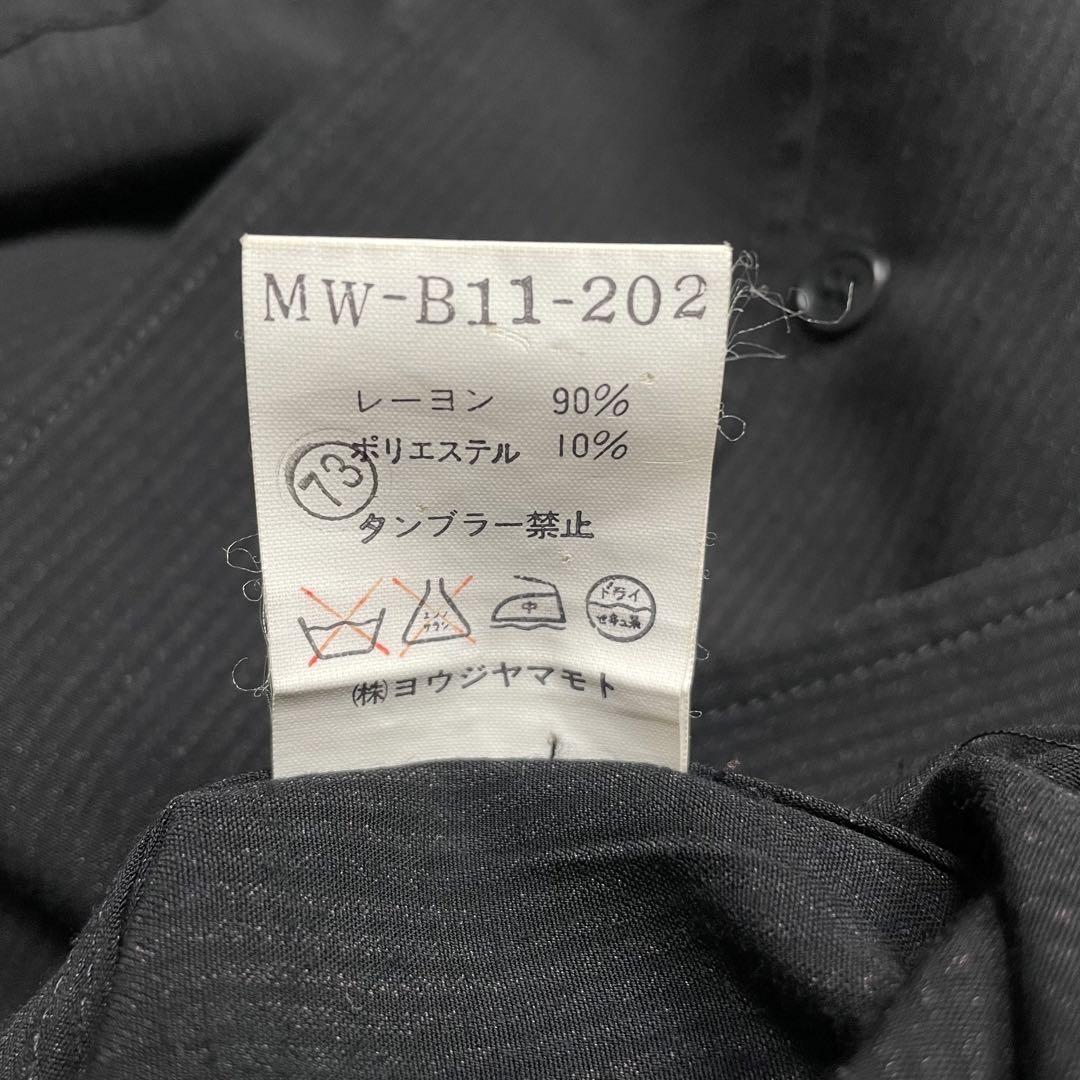 MW-B11-202
レーヨン 90%
ポリエステル 10%
73
タンブラー禁止
エンソ サラシ
中
ドライ
セキユ系
㈱ヨウジヤマモト